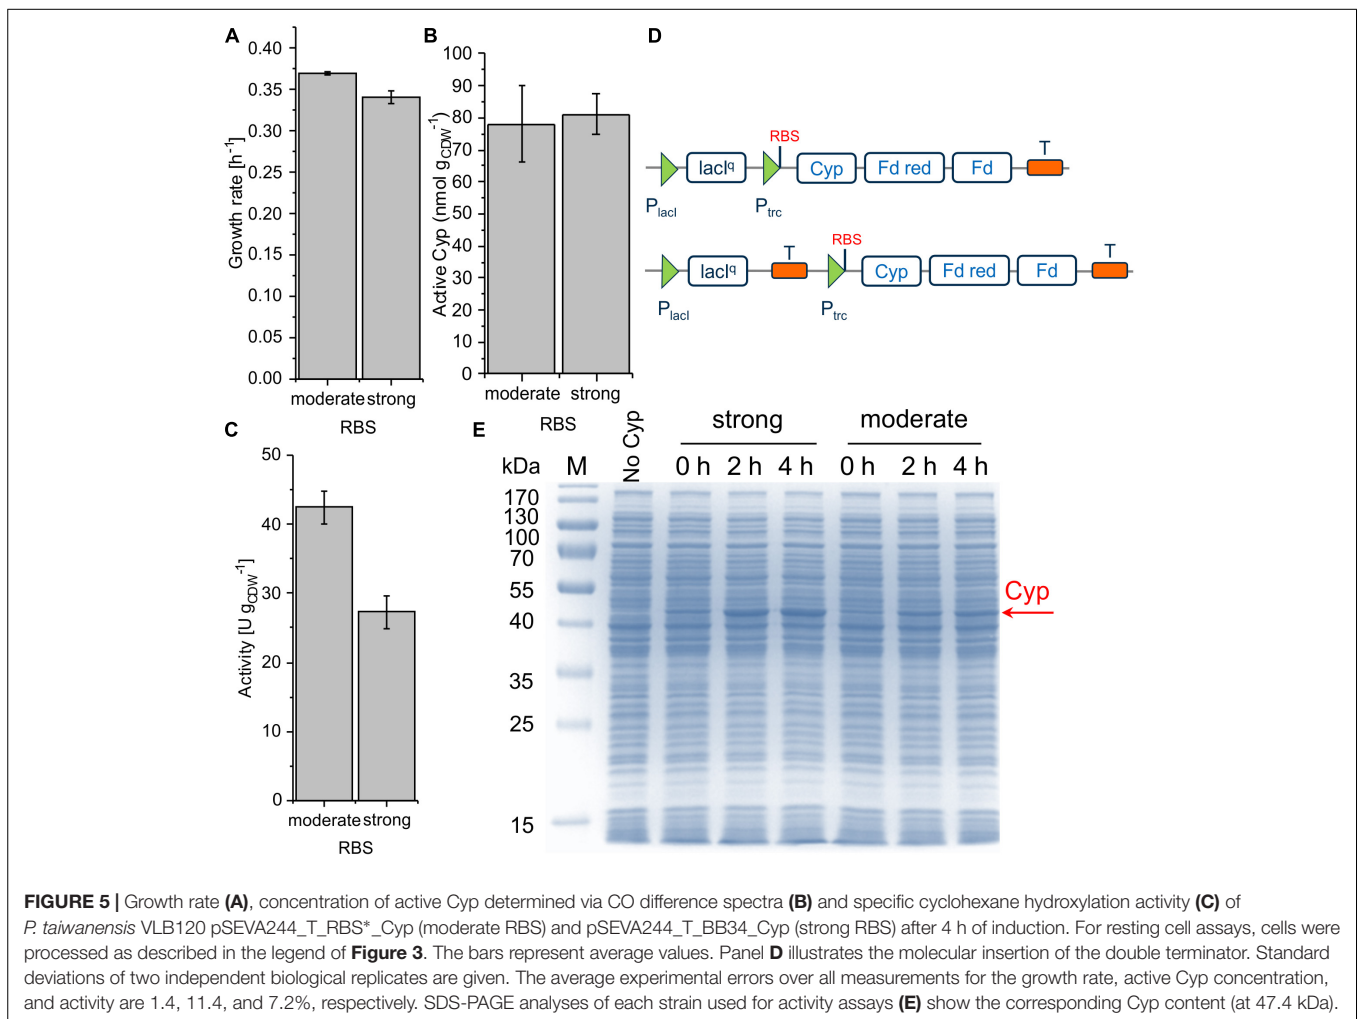 A
0.40
0.35
0.30
0.25
0.20
0.15
0.10
0.05
0.00
Growth rate [h-1]
moderate strong
RBS
B
100
90
80
70
60
50
40
30
20
10
0
Active Cyp (nmol gCDW-1)
moderate strong
RBS
D
RBS
T
lacIq Cyp Fd red Fd
PlacI Ptrc
RBS
T T
lacIq Cyp Fd red Fd
PlacI Ptrc
C
50
40
30
20
10
0
Activity [U gCDW-1]
moderate strong
RBS
E
strong moderate
kDa M No Cyp 0 h 2 h 4 h 0 h 2 h 4 h
170
130
100
70
55
40
35
25
15
Cyp
FIGURE 5 | Growth rate (A), concentration of active Cyp determined via CO difference spectra (B) and specific cyclohexane hydroxylation activity (C) of
P. taiwanensis VLB120 pSEVA244_T_RBS*_Cyp (moderate RBS) and pSEVA244_T_BB34_Cyp (strong RBS) after 4 h of induction. For resting cell assays, cells were
processed as described in the legend of Figure 3. The bars represent average values. Panel D illustrates the molecular insertion of the double terminator. Standard
deviations of two independent biological replicates are given. The average experimental errors over all measurements for the growth rate, active Cyp concentration,
and activity are 1.4, 11.4, and 7.2%, respectively. SDS-PAGE analyses of each strain used for activity assays (E) show the corresponding Cyp content (at 47.4 kDa).